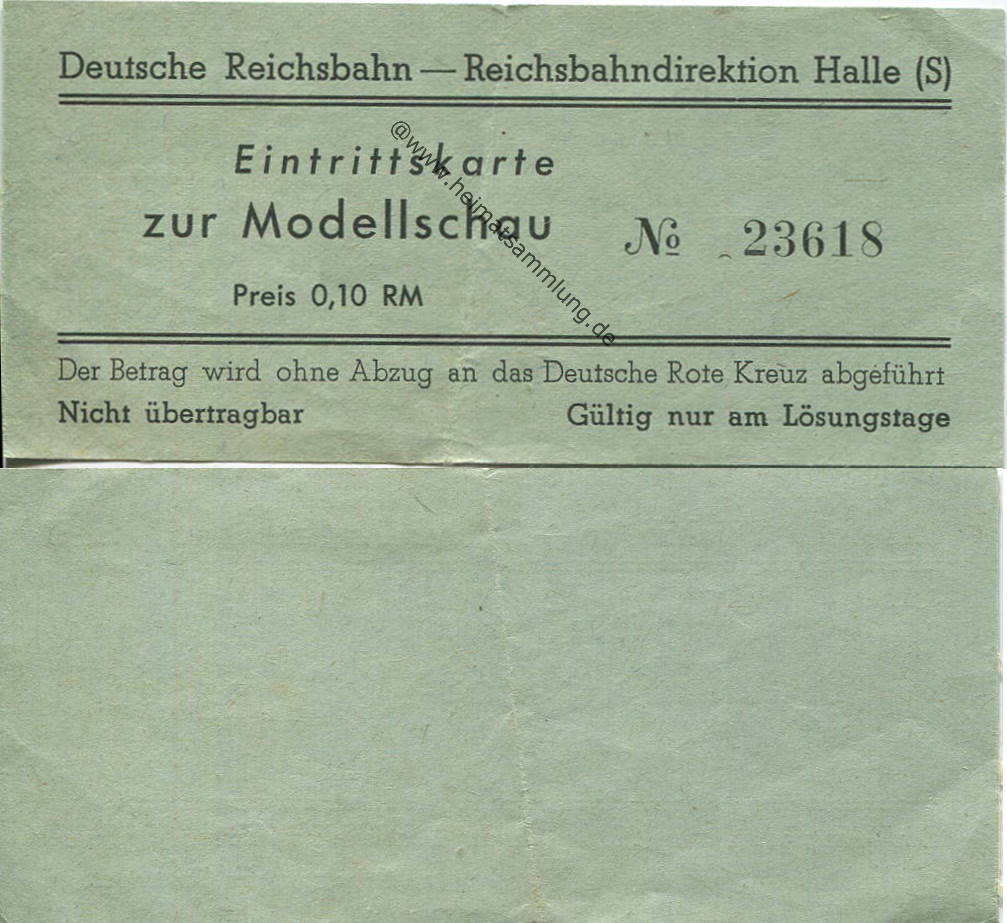 Deutsche Reichsbahn — Reichsbahndirektion Halle (S)
Eintrittskarte
zur Modellschau
№ 23618
Preis 0,10 RM
Der Betrag wird ohne Abzug an das Deutsche Rote Kreuz abgeführt
Nicht übertragbar Gültig nur am Lösungstage
@www.heimatsammlung.de